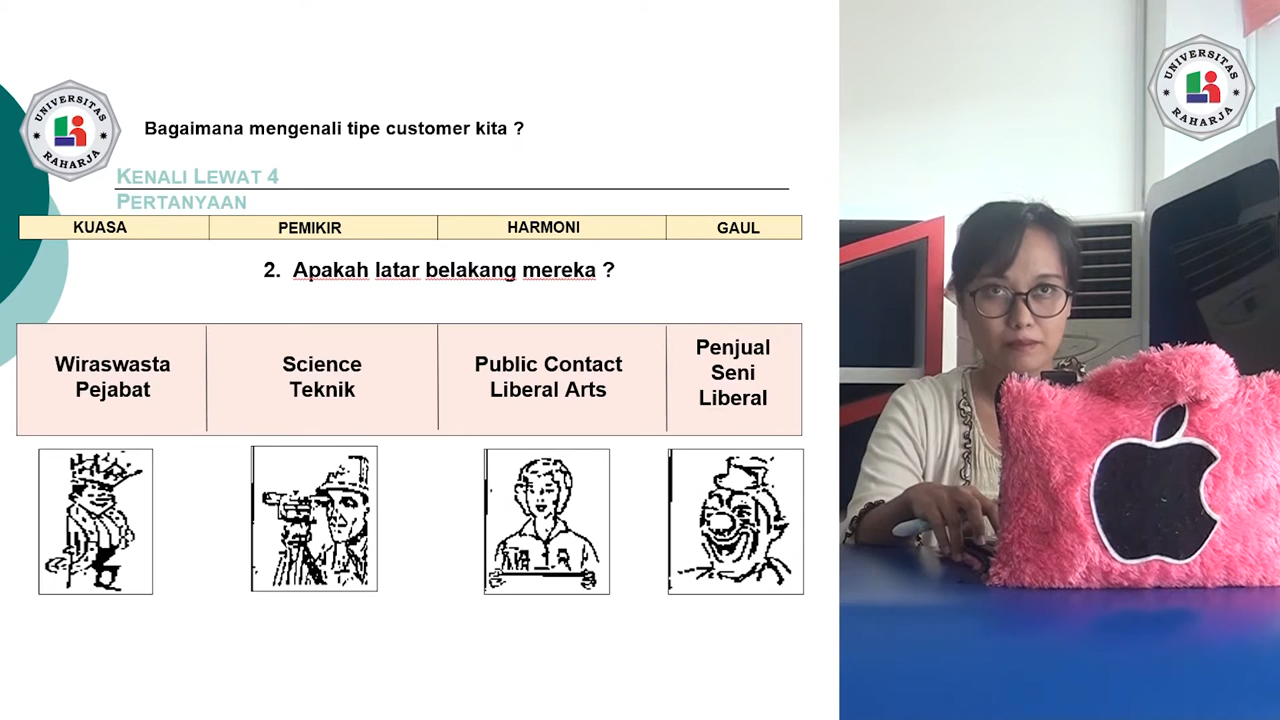 UNIVERSITAS
RAHARJA
Bagaimana mengenali tipe customer kita ?
KENALI LEWAT 4
PERTANYAAN
KUASA PEMIKIR HARMONI GAUL
2. Apakah latar belakang mereka ?
Wiraswasta
Pejabat
Science
Teknik
Public Contact
Liberal Arts
Penjual
Seni
Liberal
UNIVERSITAS
RAHARJA